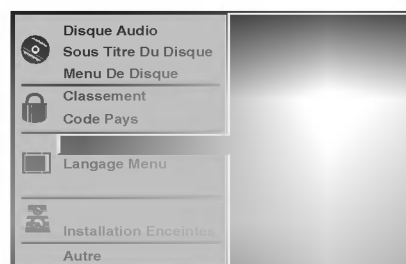 Disque Audio
Sous Titre Du Disque
Menu De Disque
Classement
Code Pays
Langage Menu
Installation Enceintes
Autre